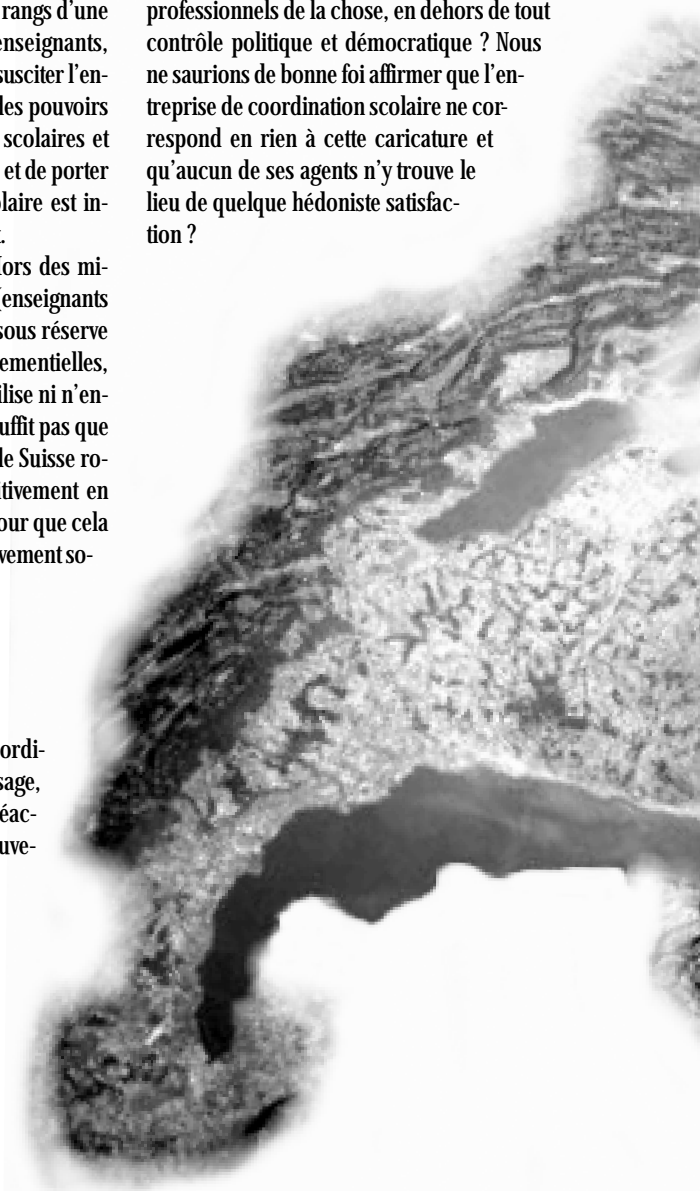 rangs d'une
enseignants,
susciter l'en-
les pouvoirs
scolaires et
et de porter
laire est in-
.
lors des mi-
enseignants
sous réserve
ementielles,
ilise ni n'en-
uffit pas que
le Suisse ro-
itivement en
our que cela
vement so-
ordi-
sage,
éac-
uve-
professionnels de la chose, en dehors de tout
contrôle politique et démocratique ? Nous
ne saurions de bonne foi affirmer que l'en-
treprise de coordination scolaire ne cor-
respond en rien à cette caricature et
qu'aucun de ses agents n'y trouve le
lieu de quelque hédoniste satisfac-
tion ?